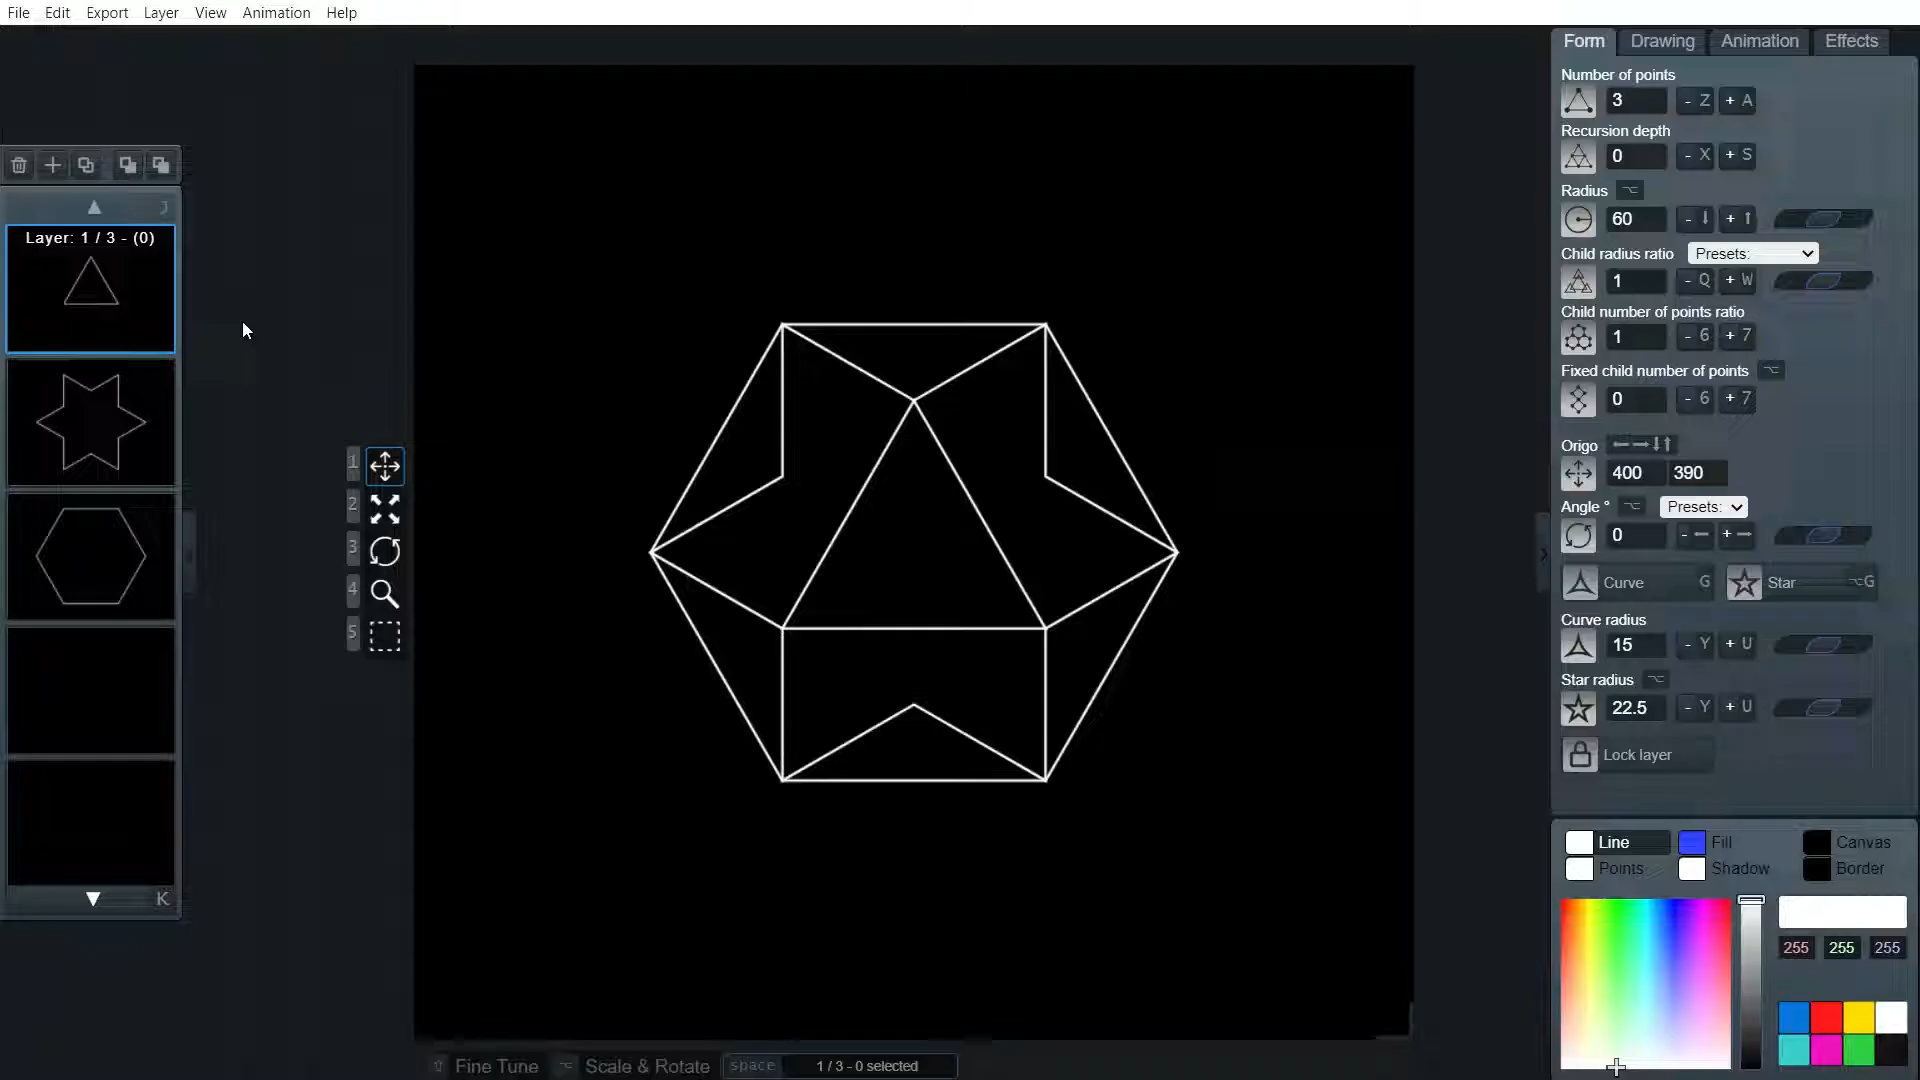 File Edit Export Layer View Animation Help
Form Drawing Animation Effects
Number of points
3 - Z + A
Recursion depth
0 - X + S
Radius
60 - ↓ + ↑
Child radius ratio Presets:
1 - Q + W
Child number of points ratio
1 - 6 + 7
Fixed child number of points
0 - 6 + 7
Origo ←→↓↑
400 390
Angle ° Presets:
0 - ← + →
Curve G Star G
Curve radius
15 - Y + U
Star radius
22.5 - Y + U
Lock layer
Line Fill Canvas
Points Shadow Border
255 255 255
J
Layer: 1 / 3 - (0)
K
1
2
3
4
5
Fine Tune Scale & Rotate space 1 / 3 - 0 selected